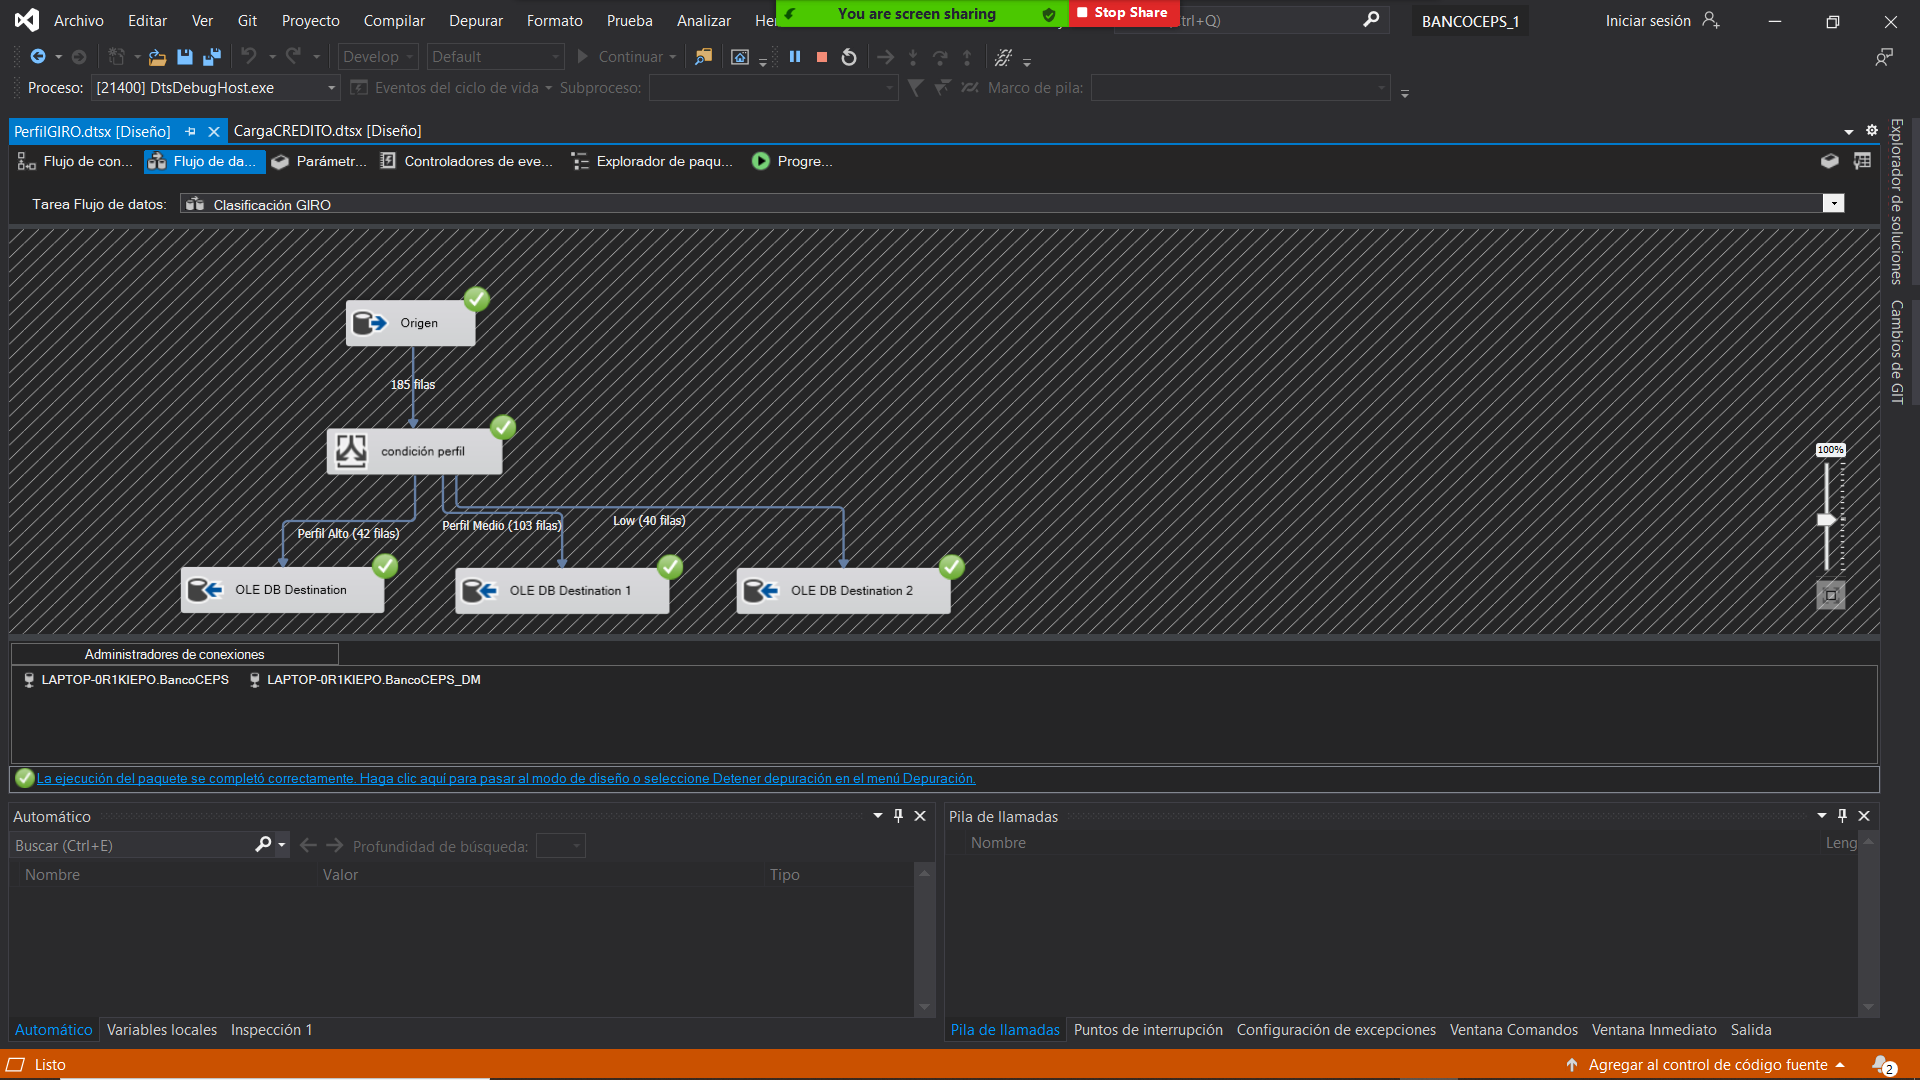 Archivo Editar Ver Git Proyecto Compilar Depurar Formato Prueba Analizar He
You are screen sharing
Stop Share
trl+Q)
BANCOCEPS_1
Iniciar sesión
Develop
Default
Continuar
Proceso: [21400] DtsDebugHost.exe
Eventos del ciclo de vida
Subproceso:
Marco de pila:
PerfilGIRO.dtsx [Diseño]
CargaCREDITO.dtsx [Diseño]
Flujo de con...
Flujo de da...
Parámetr...
Controladores de eve...
Explorador de paqu...
Progre...
Tarea Flujo de datos: Clasificación GIRO
Explorador de soluciones
Cambios de GIT
Origen
185 filas
condición perfil
100%
Perfil Alto (42 filas)
Perfil Medio (103 filas)
Low (40 filas)
OLE DB Destination
OLE DB Destination 1
OLE DB Destination 2
Administradores de conexiones
LAPTOP-0R1KIEPO.BancoCEPS
LAPTOP-0R1KIEPO.BancoCEPS_DM
La ejecución del paquete se completó correctamente. Haga clic aquí para pasar al modo de diseño o seleccione Detener depuración en el menú Depuración.
Automático
Buscar (Ctrl+E)
Profundidad de búsqueda:
Nombre Valor Tipo
Automático Variables locales Inspección 1
Pila de llamadas
Nombre Leng
Pila de llamadas Puntos de interrupción Configuración de excepciones Ventana Comandos Ventana Inmediato Salida
Listo
Agregar al control de código fuente
2